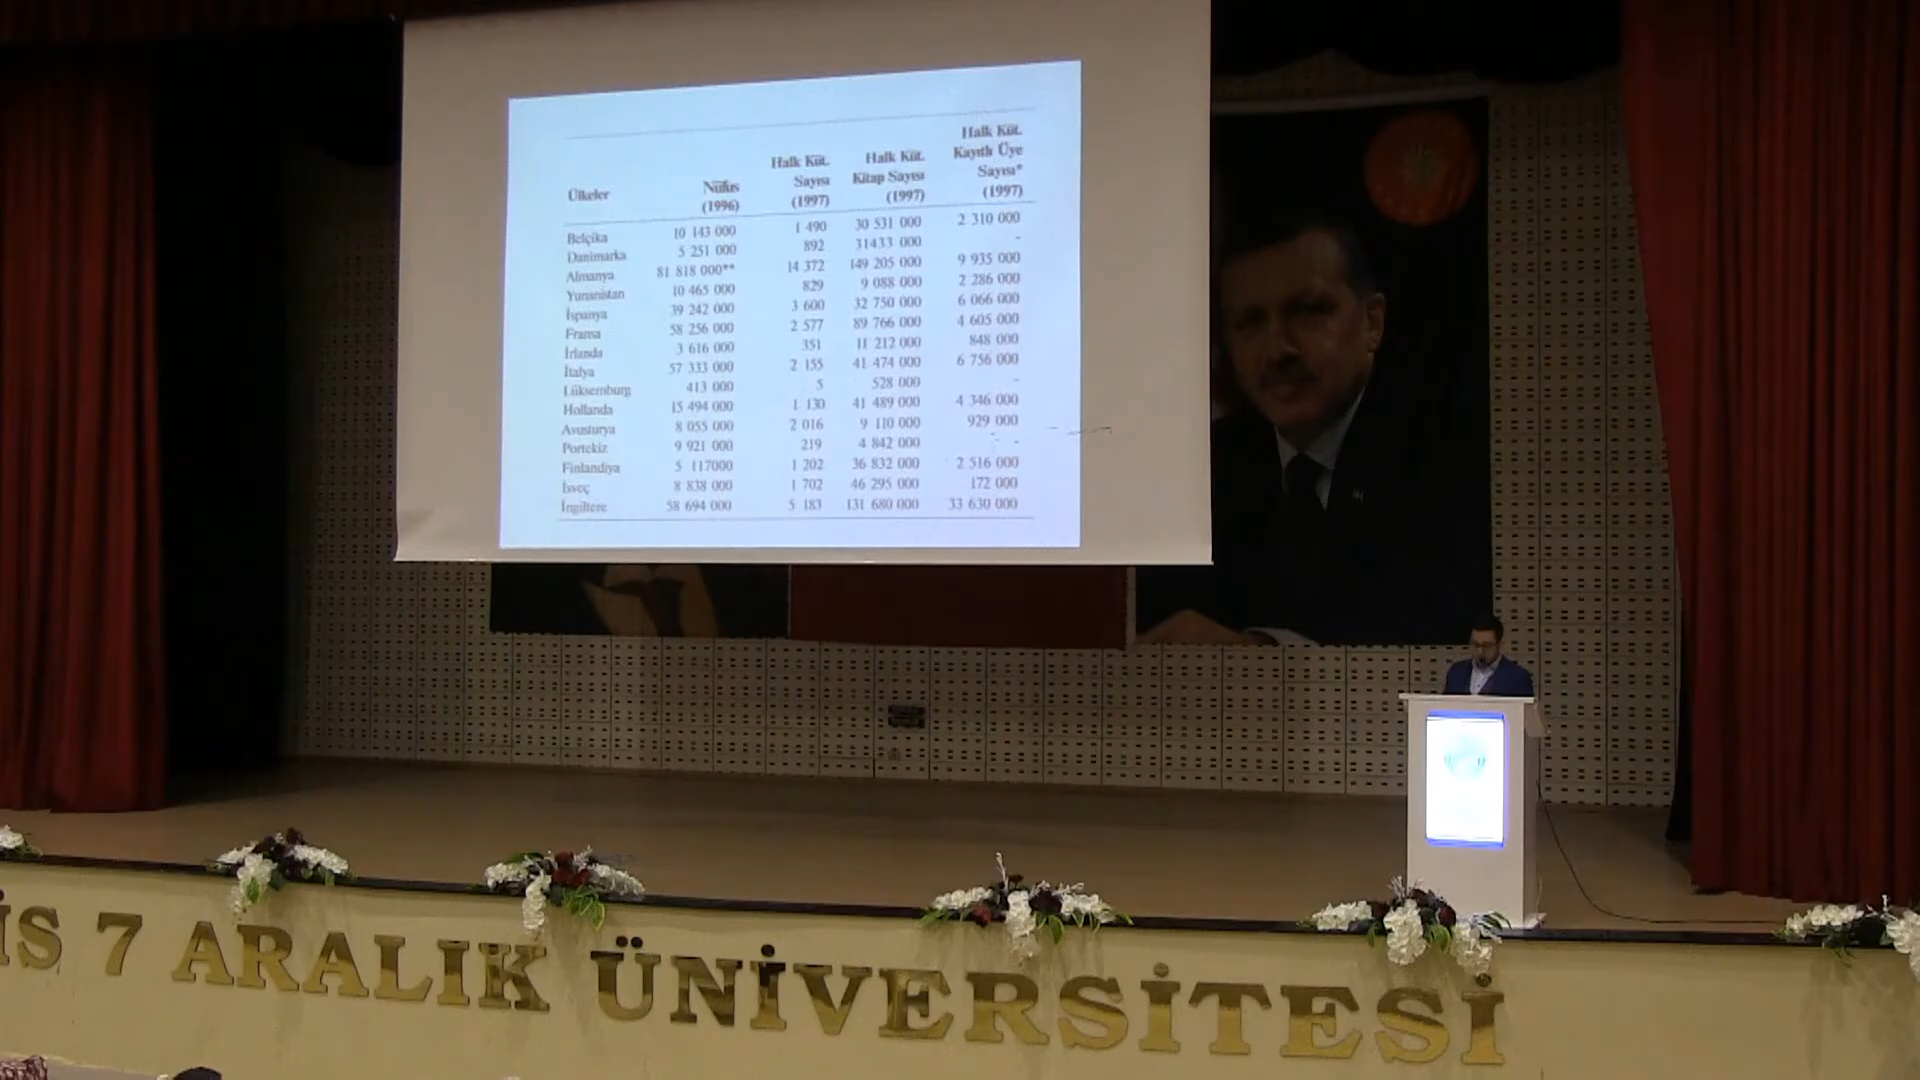 Ülkeler Nüfus (1996) Halk Küt. Sayısı (1997) Halk Küt. Kitap Sayısı (1997) Halk Küt. Kayıtlı Üye Sayısı* (1997)
Belçika 10 143 000 1 490 30 531 000 2 310 000
Danimarka 5 251 000 892 31433 000 -
Almanya 81 818 000** 14 372 149 205 000 9 935 000
Yunanistan 10 465 000 829 9 088 000 2 286 000
İspanya 39 242 000 3 600 32 750 000 6 066 000
Fransa 58 256 000 2 577 89 766 000 4 605 000
İrlanda 3 616 000 351 11 212 000 848 000
İtalya 57 333 000 2 155 41 474 000 6 756 000
Lüksemburg 413 000 5 528 000 -
Hollanda 15 494 000 1 130 41 489 000 4 346 000
Avusturya 8 055 000 2 016 9 110 000 929 000
Portekiz 9 921 000 219 4 842 000 -
Finlandiya 5 117000 1 202 36 832 000 2 516 000
İsveç 8 838 000 1 702 46 295 000 172 000
İngiltere 58 694 000 5 183 131 680 000 33 630 000
İS 7 ARALIK ÜNİVERSİTESİ